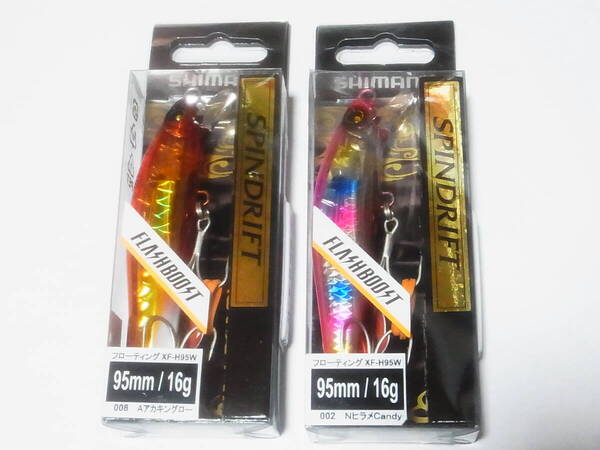 SHIMAN
SPINDRIFT
FLASHBOOST
フローティング XF-H95W
95mm / 16g
008 Aアカキングロー
SHIMAN
SPINDRIFT
FLASHBOOST
フローティング XF-H95W
95mm / 16g
002 NヒラメCandy